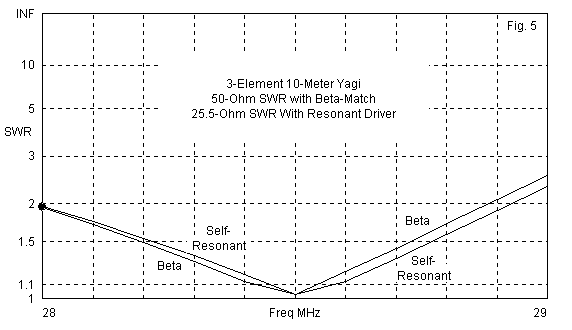 INF
Fig. 5
10
3-Element 10-Meter Yagi
50-Ohm SWR with Beta-Match
25.5-Ohm SWR With Resonant Driver
5
SWR
3
2
Beta
Self-
Resonant
1.5
Beta
Self-
Resonant
1.1
1
28
Freq MHz
29